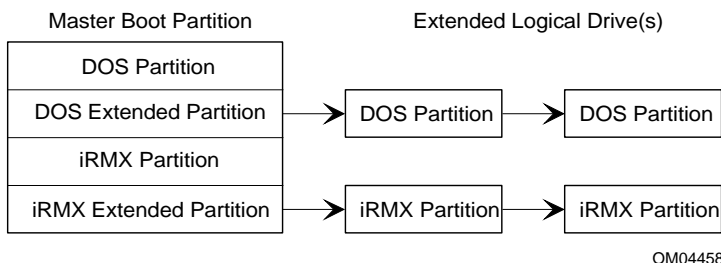 Master Boot Partition
Extended Logical Drive(s)
DOS Partition
DOS Extended Partition
DOS Partition
DOS Partition
iRMX Partition
iRMX Extended Partition
iRMX Partition
iRMX Partition
OM04458